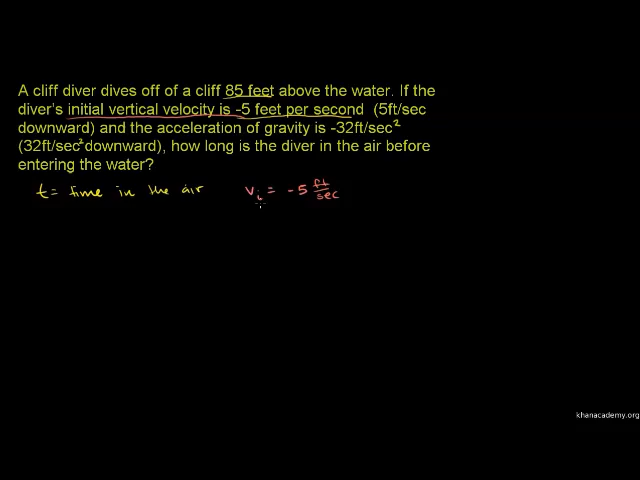 A cliff diver dives off of a cliff 85 feet above the water. If the
diver's initial vertical velocity is -5 feet per second (5ft/sec
downward) and the acceleration of gravity is -32ft/sec²
(32ft/sec² downward), how long is the diver in the air before
entering the water?
t = time in the air vᵢ = -5 ft/sec
khanacademy.org